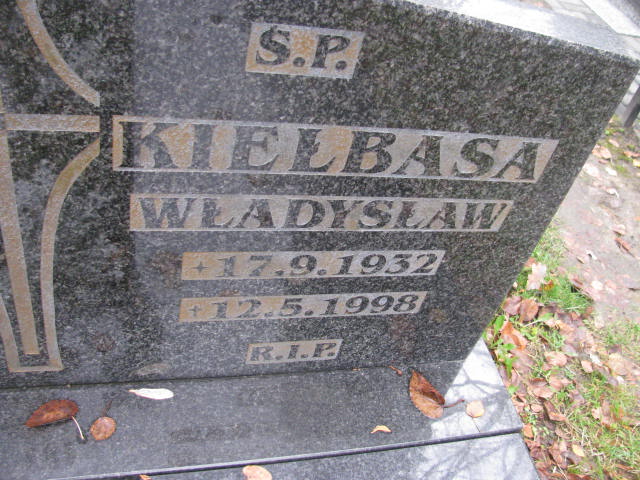 S.P.
KIEŁBASA
WŁADYSŁAW
+17.9.1932
+12.5.1998
R.I.P.